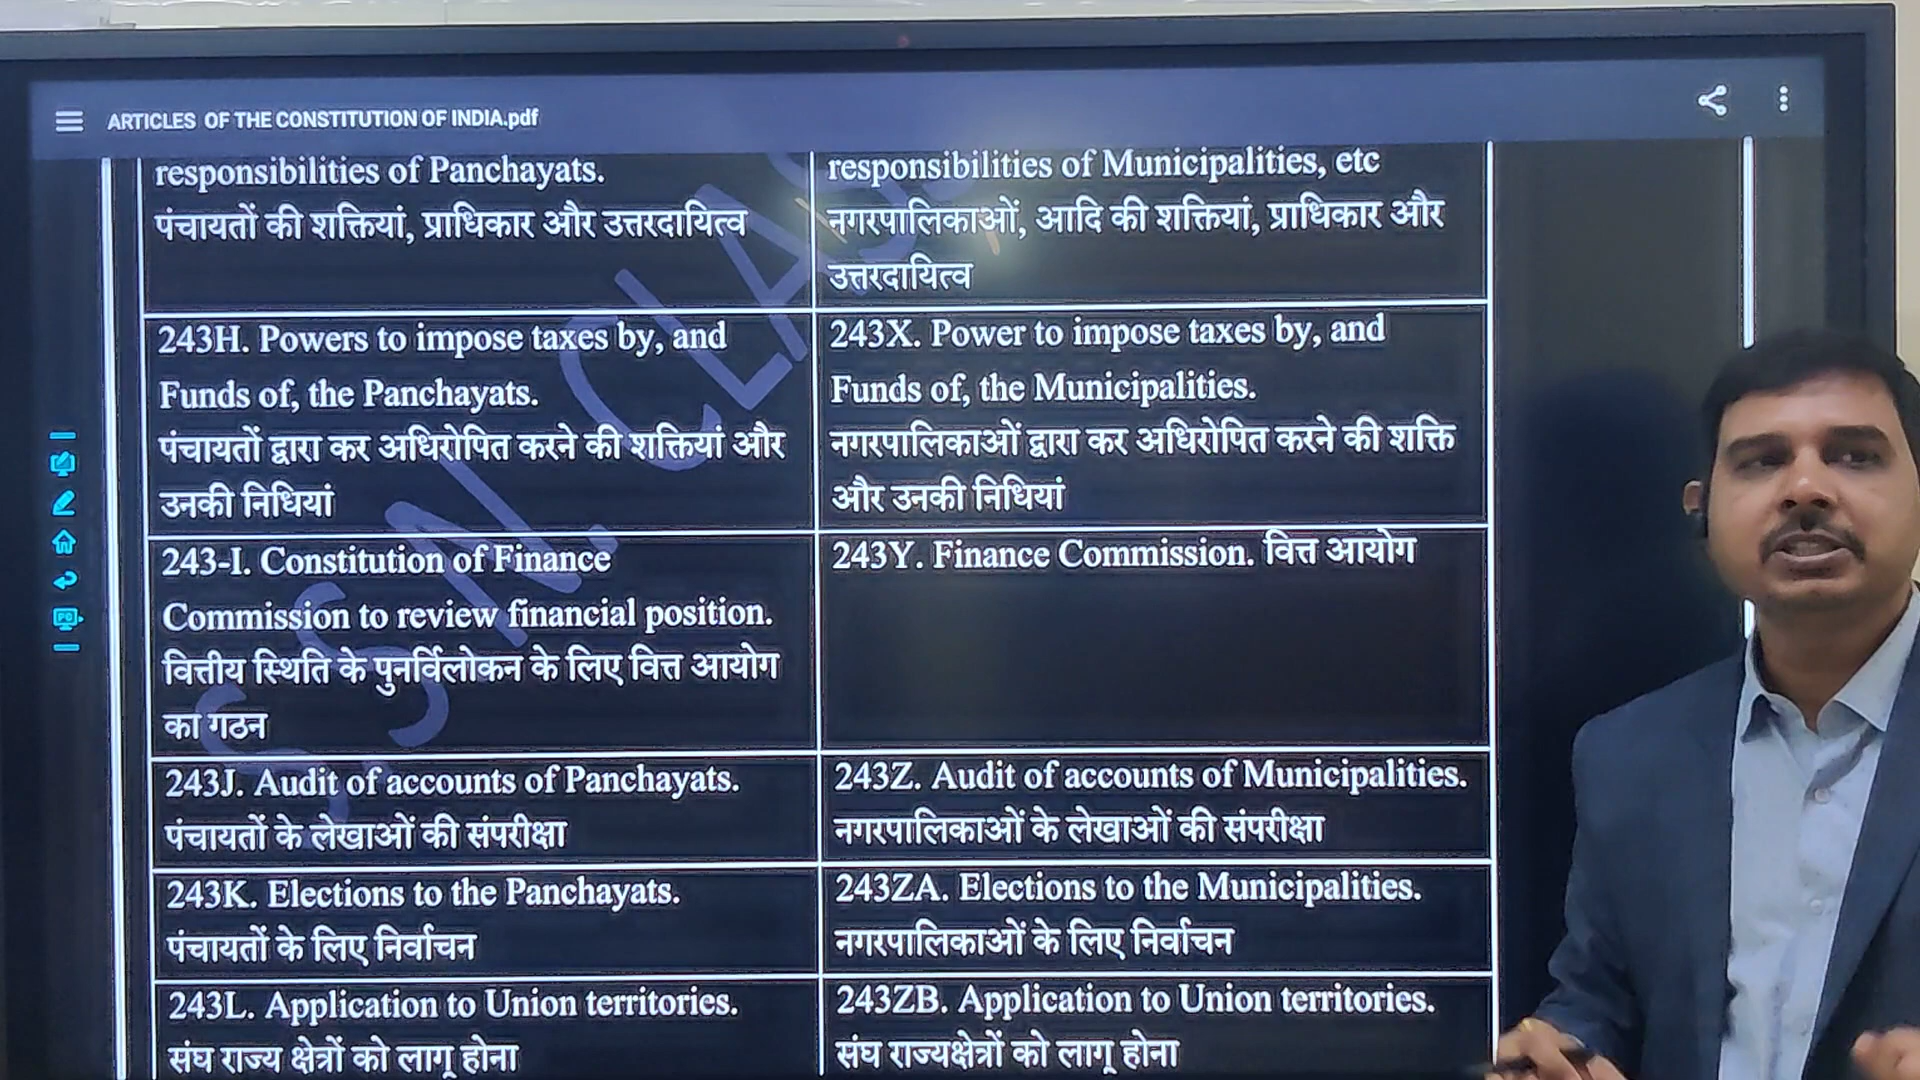 ARTICLES OF THE CONSTITUTION OF INDIA.pdf
responsibilities of Panchayats.
पंचायतों की शक्तियां, प्राधिकार और उत्तरदायित्व
responsibilities of Municipalities, etc
नगरपालिकाओं, आदि की शक्तियां, प्राधिकार और
उत्तरदायित्व
243H. Powers to impose taxes by, and
Funds of, the Panchayats.
पंचायतों द्वारा कर अधिरोपित करने की शक्तियां और
उनकी निधियां
243X. Power to impose taxes by, and
Funds of, the Municipalities.
नगरपालिकाओं द्वारा कर अधिरोपित करने की शक्ति
और उनकी निधियां
243-I. Constitution of Finance
Commission to review financial position.
वित्तीय स्थिति के पुनर्विलोकन के लिए वित्त आयोग
का गठन
243Y. Finance Commission. वित्त आयोग
243J. Audit of accounts of Panchayats.
पंचायतों के लेखाओं की संपरीक्षा
243Z. Audit of accounts of Municipalities.
नगरपालिकाओं के लेखाओं की संपरीक्षा
243K. Elections to the Panchayats.
पंचायतों के लिए निर्वाचन
243ZA. Elections to the Municipalities.
नगरपालिकाओं के लिए निर्वाचन
243L. Application to Union territories.
संघ राज्य क्षेत्रों को लागू होना
243ZB. Application to Union territories.
संघ राज्यक्षेत्रों को लागू होना